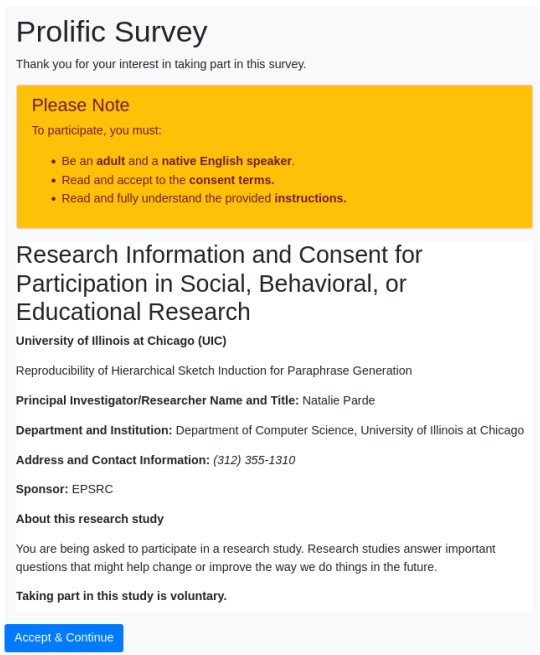 Prolific Survey
Thank you for your interest in taking part in this survey.
Please Note
To participate, you must:
• Be an adult and a native English speaker.
• Read and accept to the consent terms.
• Read and fully understand the provided instructions.
Research Information and Consent for
Participation in Social, Behavioral, or
Educational Research
University of Illinois at Chicago (UIC)
Reproducibility of Hierarchical Sketch Induction for Paraphrase Generation
Principal Investigator/Researcher Name and Title: Natalie Parde
Department and Institution: Department of Computer Science, University of Illinois at Chicago
Address and Contact Information: (312) 355-1310
Sponsor: EPSRC
About this research study
You are being asked to participate in a research study. Research studies answer important
questions that might help change or improve the way we do things in the future.
Taking part in this study is voluntary.
Accept & Continue